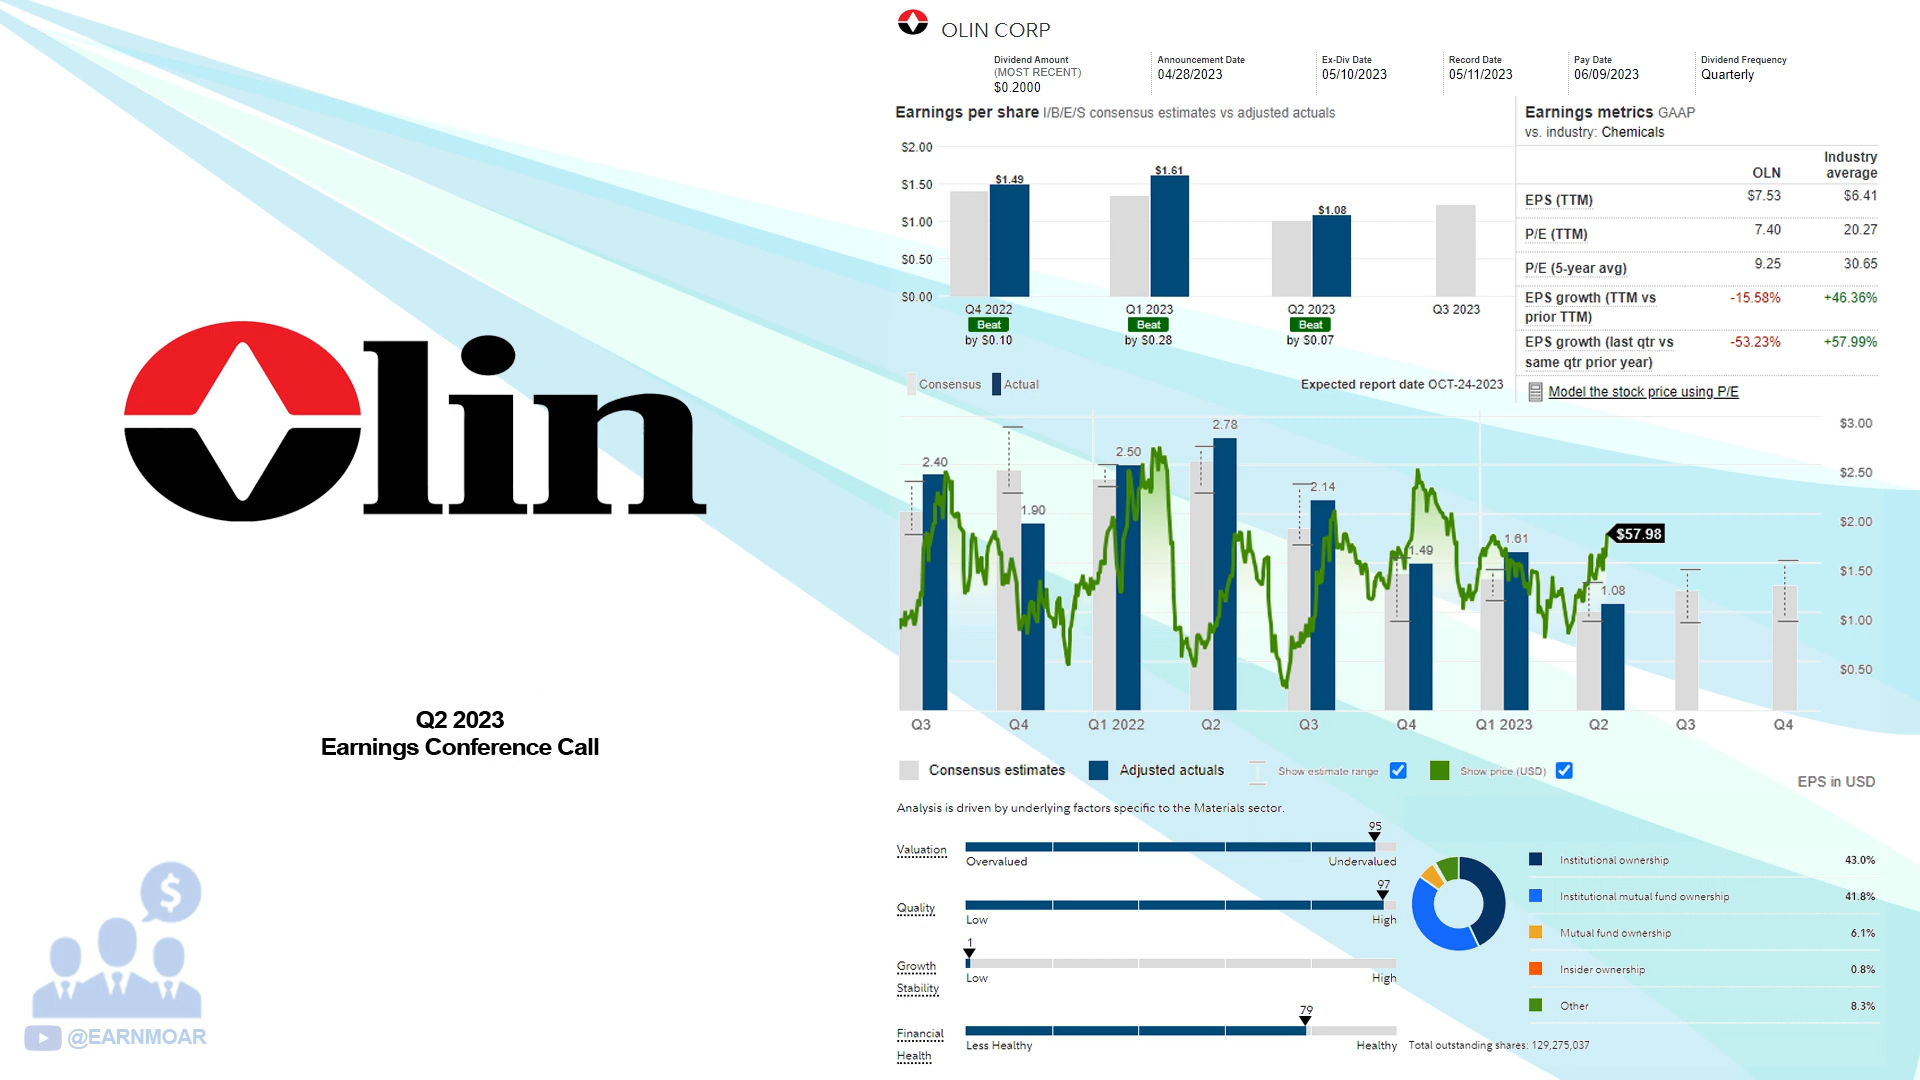 OLIN CORP
Dividend Amount
(MOST RECENT)
$0.2000
Announcement Date
04/28/2023
Ex-Div Date
05/10/2023
Record Date
05/11/2023
Pay Date
06/09/2023
Dividend Frequency
Quarterly
Earnings per share I/B/E/S consensus estimates vs adjusted actuals
$2.00
$1.50
$1.00
$0.50
$0.00
$1.49
$1.61
$1.08
Q4 2022
Beat
by $0.10
Q1 2023
Beat
by $0.28
Q2 2023
Beat
by $0.07
Q3 2023
Consensus
Actual
Expected report date OCT-24-2023
Earnings metrics GAAP
vs. industry: Chemicals
OLN Industry average
EPS (TTM) $7.53 $6.41
P/E (TTM) 7.40 20.27
P/E (5-year avg) 9.25 30.65
EPS growth (TTM vs prior TTM) -15.58% +46.36%
EPS growth (last qtr vs same qtr prior year) -53.23% +57.99%
Model the stock price using P/E
Olin
Q2 2023
Earnings Conference Call
2.40
1.90
2.50
2.78
2.14
1.49
1.61
1.08
$57.98
$3.00
$2.50
$2.00
$1.50
$1.00
$0.50
Q3 Q4 Q1 2022 Q2 Q3 Q4 Q1 2023 Q2 Q3 Q4
Consensus estimates
Adjusted actuals
Show estimate range
Show price (USD)
EPS in USD
Analysis is driven by underlying factors specific to the Materials sector.
Valuation
95
Overvalued
Undervalued
Quality
97
Low
High
Growth
Stability
1
Low
High
Financial
Health
79
Less Healthy
Healthy
Institutional ownership 43.0%
Institutional mutual fund ownership 41.8%
Mutual fund ownership 6.1%
Insider ownership 0.8%
Other 8.3%
Total outstanding shares: 129,275,037
$
@EARNMOAR